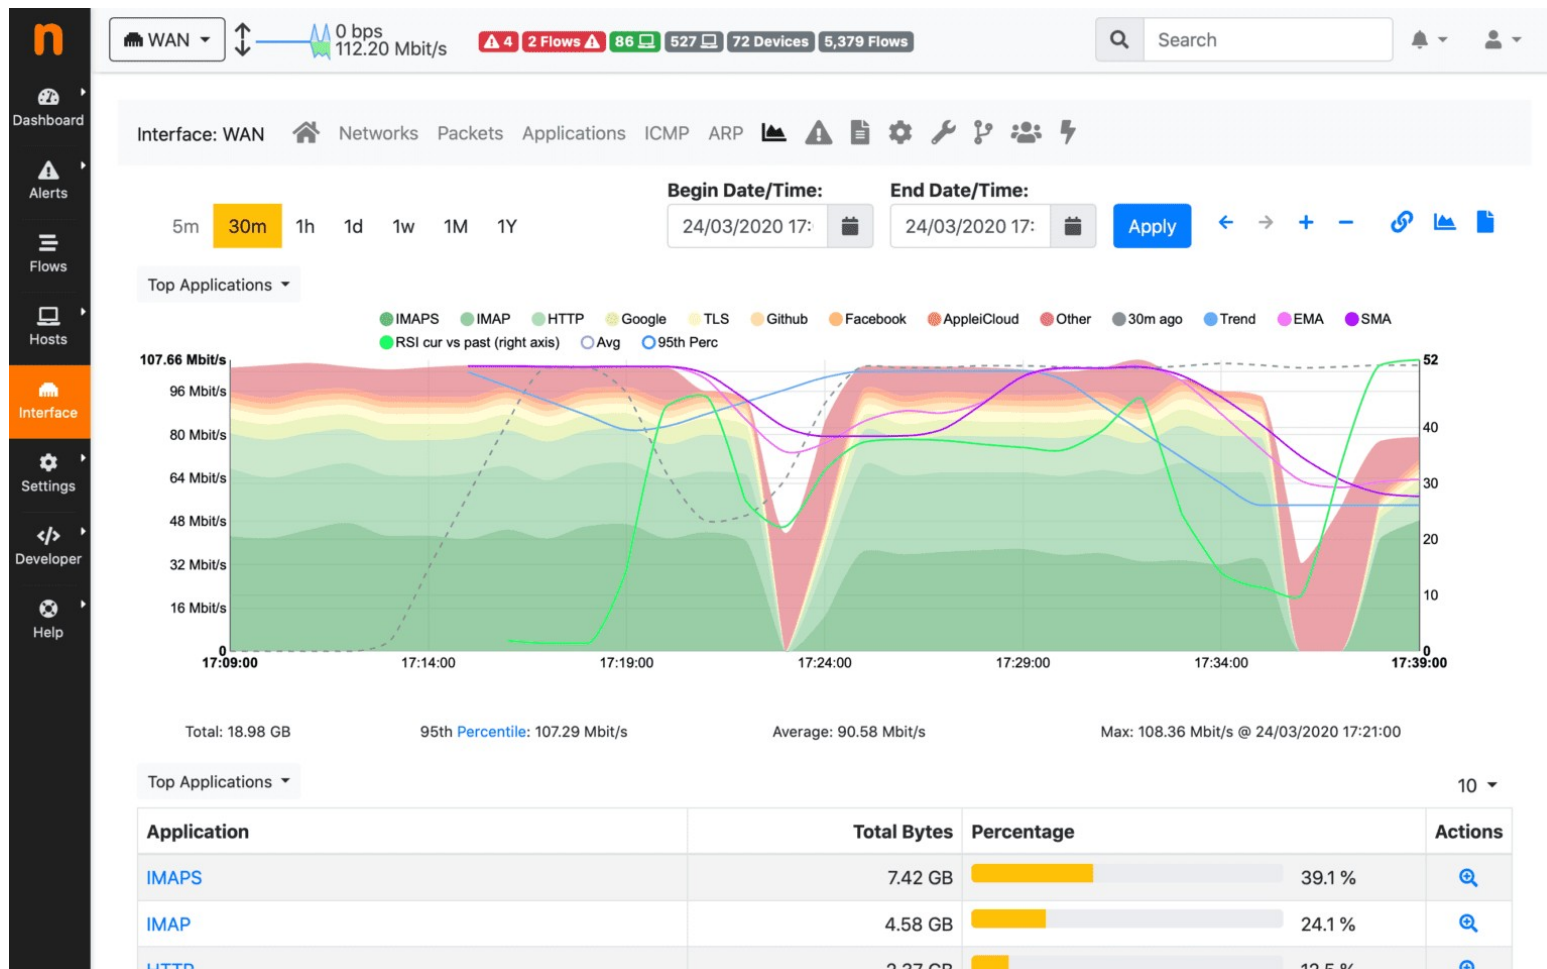 n
WAN
0 bps
112.20 Mbit/s
4
2 Flows
86
527
72 Devices
5,379 Flows
Search
Dashboard
Alerts
Flows
Hosts
Interface
Settings
Developer
Help
Interface: WAN
Networks
Packets
Applications
ICMP
ARP
Begin Date/Time:
End Date/Time:
5m
30m
1h
1d
1w
1M
1Y
24/03/2020 17:
24/03/2020 17:
Apply
Top Applications
IMAPS
IMAP
HTTP
Google
TLS
Github
Facebook
AppleiCloud
Other
30m ago
Trend
EMA
SMA
RSI cur vs past (right axis)
Avg
95th Perc
107.66 Mbit/s
96 Mbit/s
80 Mbit/s
64 Mbit/s
48 Mbit/s
32 Mbit/s
16 Mbit/s
0
52
40
30
20
10
0
17:09:00
17:14:00
17:19:00
17:24:00
17:29:00
17:34:00
17:39:00
Total: 18.98 GB
95th Percentile: 107.29 Mbit/s
Average: 90.58 Mbit/s
Max: 108.36 Mbit/s @ 24/03/2020 17:21:00
Top Applications
10
Application
Total Bytes
Percentage
Actions
IMAPS
7.42 GB
39.1 %
IMAP
4.58 GB
24.1 %
HTTP
2.37 GB
12.5 %